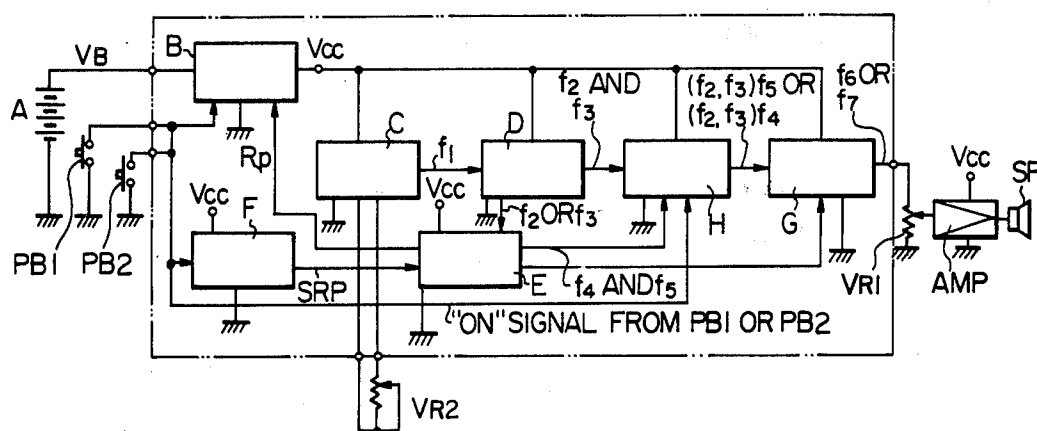 B
VCC
VB
A
f2 AND
f3
(f2, f3) f5 OR
(f2, f3) f4
f6 OR
f7
C
D
f1
Rp
VCC
SP
PB1
PB2
VCC
F
VCC
f2 OR f3
H
G
SRP
E
f4 AND f5
VR1
AMP
"ON" SIGNAL FROM PB1 OR PB2
VR2